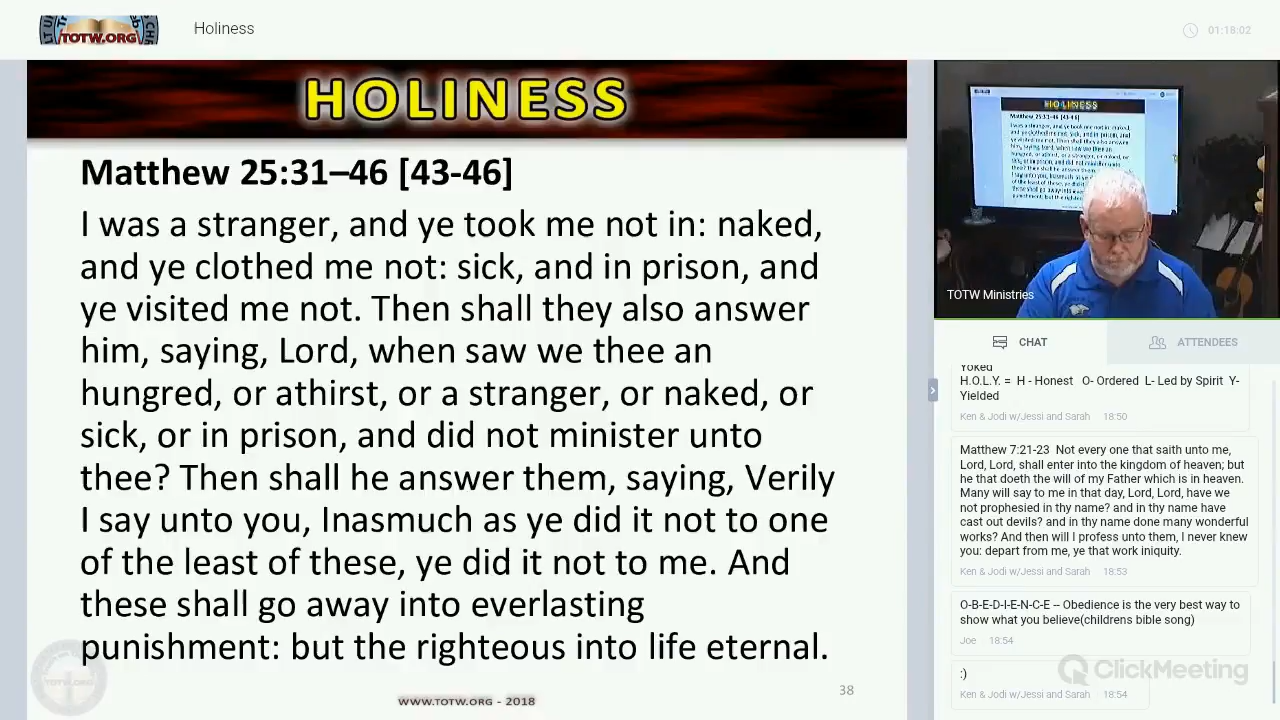 TOTW.ORG
Holiness
01:18:02
HOLINESS
Matthew 25:31–46 [43-46]
I was a stranger, and ye took me not in: naked,
and ye clothed me not: sick, and in prison, and
ye visited me not. Then shall they also answer
him, saying, Lord, when saw we thee an
hungred, or athirst, or a stranger, or naked, or
sick, or in prison, and did not minister unto
thee? Then shall he answer them, saying, Verily
I say unto you, Inasmuch as ye did it not to one
of the least of these, ye did it not to me. And
these shall go away into everlasting
punishment: but the righteous into life eternal.
WWW.TOTW.ORG - 2018
38
HOLINESS
Matthew 25:31–46 [43-46]
TOTW Ministries
CHAT
ATTENDEES
Yoked
H.O.L.Y. = H - Honest O- Ordered L- Led by Spirit Y-
Yielded
Ken & Jodi w/Jessi and Sarah 18:50
Matthew 7:21-23 Not every one that saith unto me,
Lord, Lord, shall enter into the kingdom of heaven; but
he that doeth the will of my Father which is in heaven.
Many will say to me in that day, Lord, Lord, have we
not prophesied in thy name? and in thy name have
cast out devils? and in thy name done many wonderful
works? And then will I profess unto them, I never knew
you: depart from me, ye that work iniquity.
Ken & Jodi w/Jessi and Sarah 18:53
O-B-E-D-I-E-N-C-E -- Obedience is the very best way to
show what you believe(childrens bible song)
Joe 18:54
:)
Ken & Jodi w/Jessi and Sarah 18:54
ClickMeeting